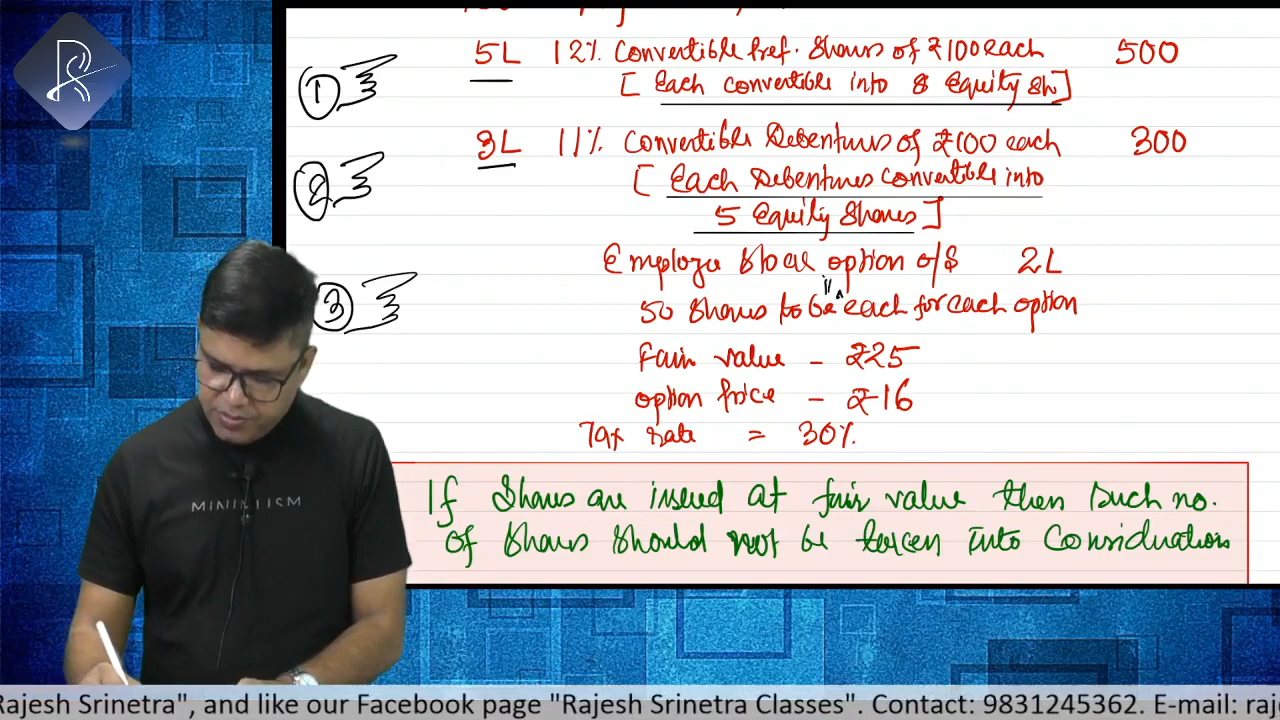 5L 12% Convertible Pref. Shares of ₹100 each 500
[ Each convertible into 8 Equity Sh ]
①
3L 11% Convertible Debentures of ₹100 each 300
[ Each Debentures convertible into
5 Equity Shares ]
②
Employee Stock option o/s 2L
50 Shares to be each for each option
③
Fair value - ₹25
option Price - ₹16
Tax rate = 30%.
MINIMLISM
If Shares are issued at fair value then such no.
of Shares should not be taken into Consideration
Rajesh Srinetra", and like our Facebook page "Rajesh Srinetra Classes". Contact: 9831245362. E-mail: raj